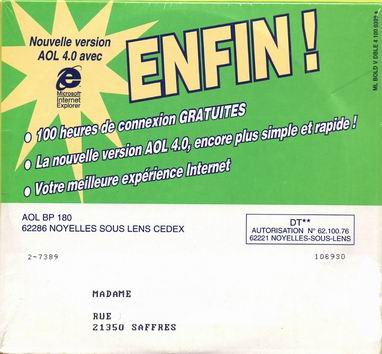 Nouvelle version
AOL 4.0 avec
Microsoft
Internet
Explorer
ENFIN !
100 heures de connexion GRATUITES
La nouvelle version AOL 4.0, encore plus simple et rapide !
Votre meilleure expérience Internet
AOL BP 180
62286 NOYELLES SOUS LENS CEDEX
DT**
AUTORISATION N° 62.100.76
62221 NOYELLES-SOUS-LENS
2-7389
106930
MADAME
RUE
21350 SAFFRES